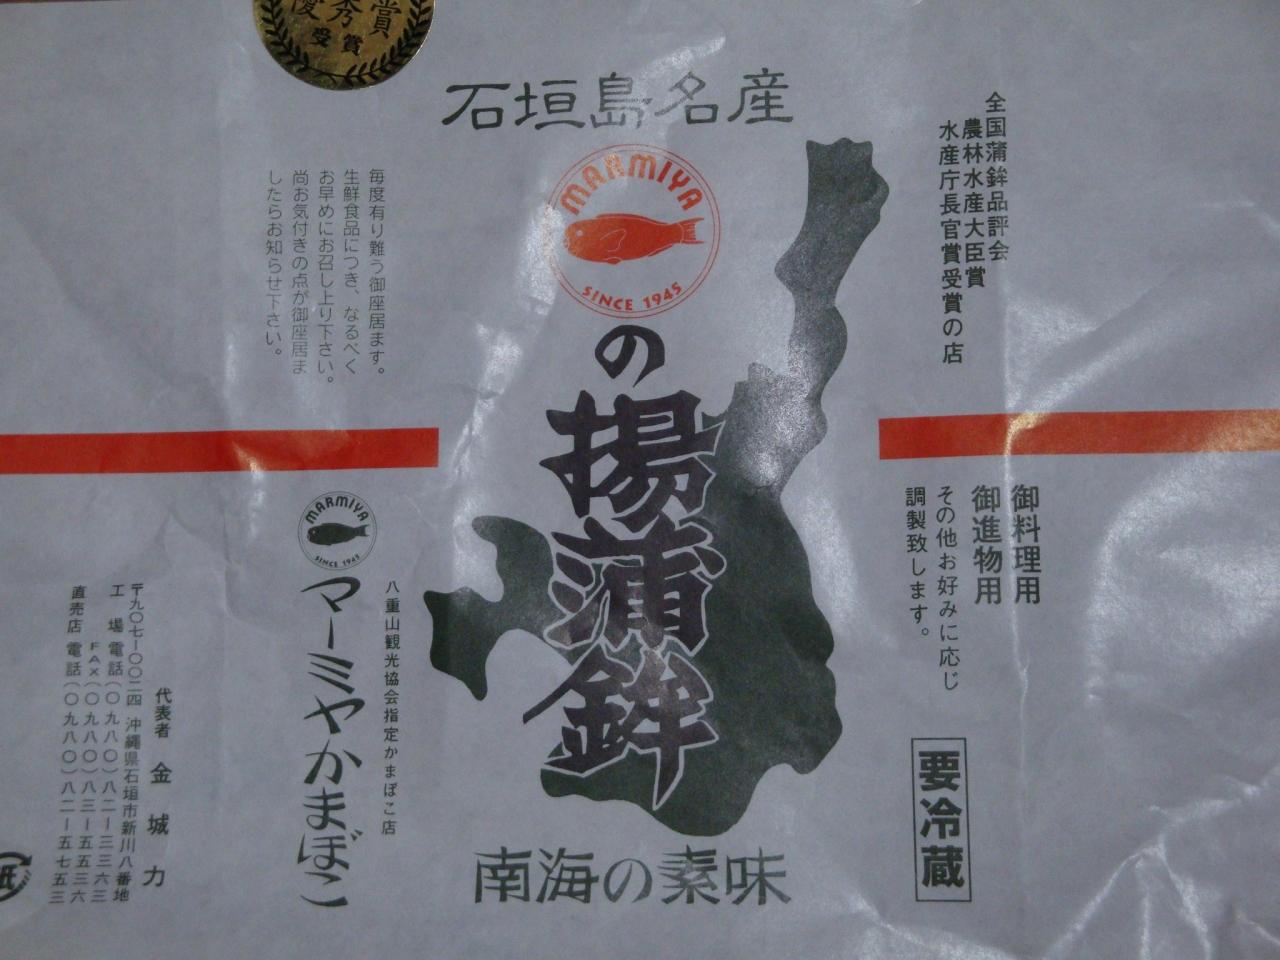 優秀賞
受賞
石垣島名産
MARMIYA
SINCE 1945
の
揚蒲鉾
南海の素味
全国蒲鉾品評会
農林水産大臣賞
水産庁長官賞受賞の店
御料理用
御進物用
その他お好みに応じ
調製致します。
要冷蔵
毎度有り難う御座居ます。
生鮮食品につき、なるべく
お早めにお召し上り下さい。
尚お気付きの点が御座居ま
したらお知らせ下さい。
八重山観光協会指定かまぼこ店
MARMIYA
SINCE 1945
マーミヤかまぼこ
代表者 金城 力
〒九〇七ー〇〇二四 沖縄県石垣市新川八番地
工場 電話(〇九八〇)八二ー三三六三
FAX(〇九八〇)八三ー五五三六
直売店 電話(〇九八〇)八二ー五七五三
紙